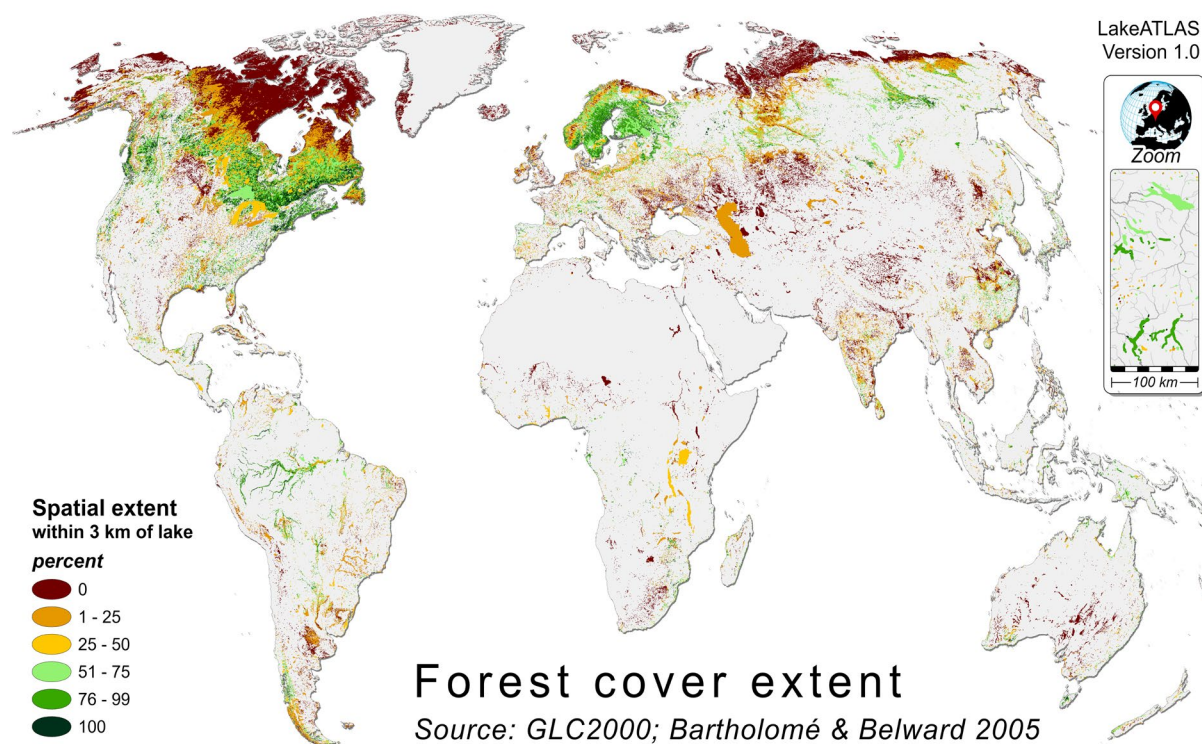 LakeATLAS
Version 1.0
Zoom
100 km
Spatial extent
within 3 km of lake
percent
0
1 - 25
25 - 50
51 - 75
76 - 99
100
Forest cover extent
Source: GLC2000; Bartholomé & Belward 2005